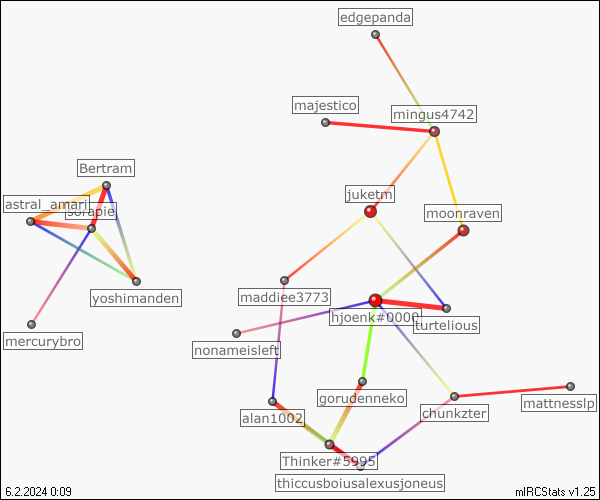 edgepanda
majestico
mingus4742
Bertram
juketm
astral_amari
sorapie
moonraven
yoshimanden
maddiee3773
hjoenk#0000
turtelious
mercurybro
nonameisleft
gorudenneko
mattnesslp
alan1002
chunkzter
Thinker#5995
thiccusboiusalexusjoneus
6.2.2024 0:09
mIRCStats v1.25